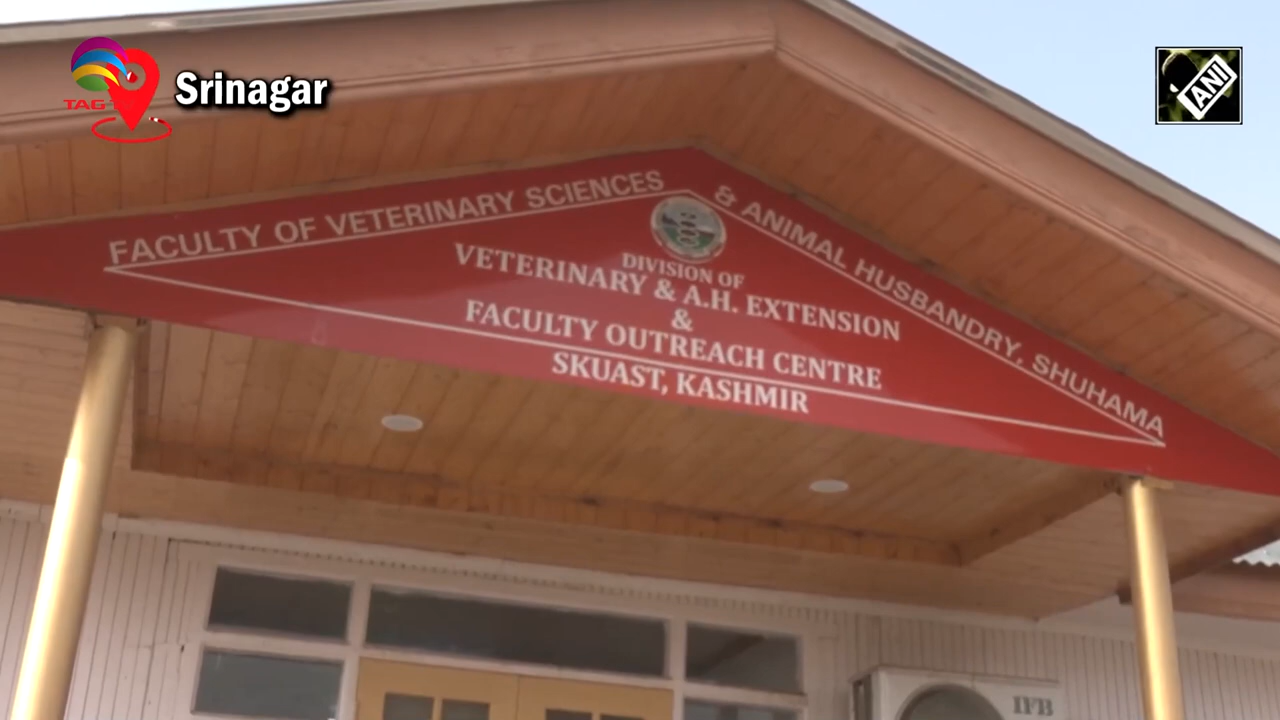 TAG TV
Srinagar
ANI
FACULTY OF VETERINARY SCIENCES & ANIMAL HUSBANDRY, SHUHAMA
DIVISION OF
VETERINARY & A.H. EXTENSION
&
FACULTY OUTREACH CENTRE
SKUAST, KASHMIR
IFB